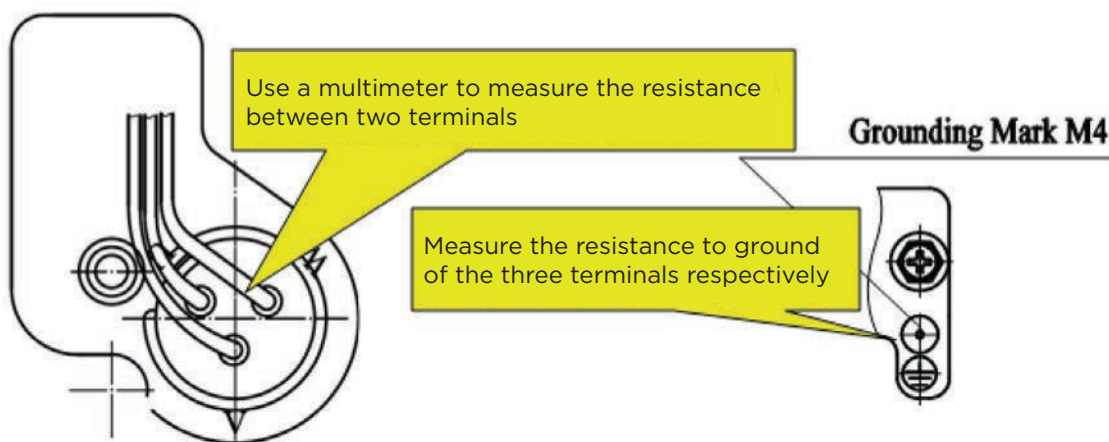 Use a multimeter to measure the resistance
between two terminals
Grounding Mark M4
Measure the resistance to ground
of the three terminals respectively